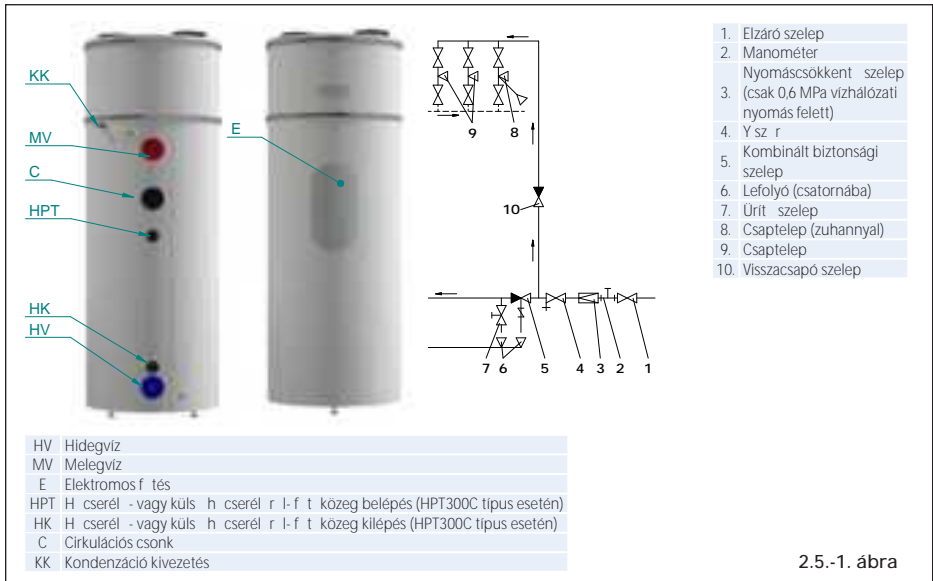 KK
MV
C
HPT
HK
HV
E
9
8
10
7
6
5
4
3
2
1
1. Elzáró szelep
2. Manométer
3. Nyomáscsökkent szelep
(csak 0,6 MPa vízhálózati
nyomás felett)
4. Y sz r
5. Kombinált biztonsági
szelep
6. Lefolyó (csatornába)
7. Ürít szelep
8. Csaptelep (zuhannyal)
9. Csaptelep
10. Visszacsapó szelep
HV Hidegvíz
MV Melegvíz
E Elektromos f tés
HPT H cserél - vagy küls h cserél r l- f t közeg belépés (HPT300C típus esetén)
HK H cserél - vagy küls h cserél r l- f t közeg kilépés (HPT300C típus esetén)
C Cirkulációs csonk
KK Kondenzáció kivezetés
2.5.-1. ábra